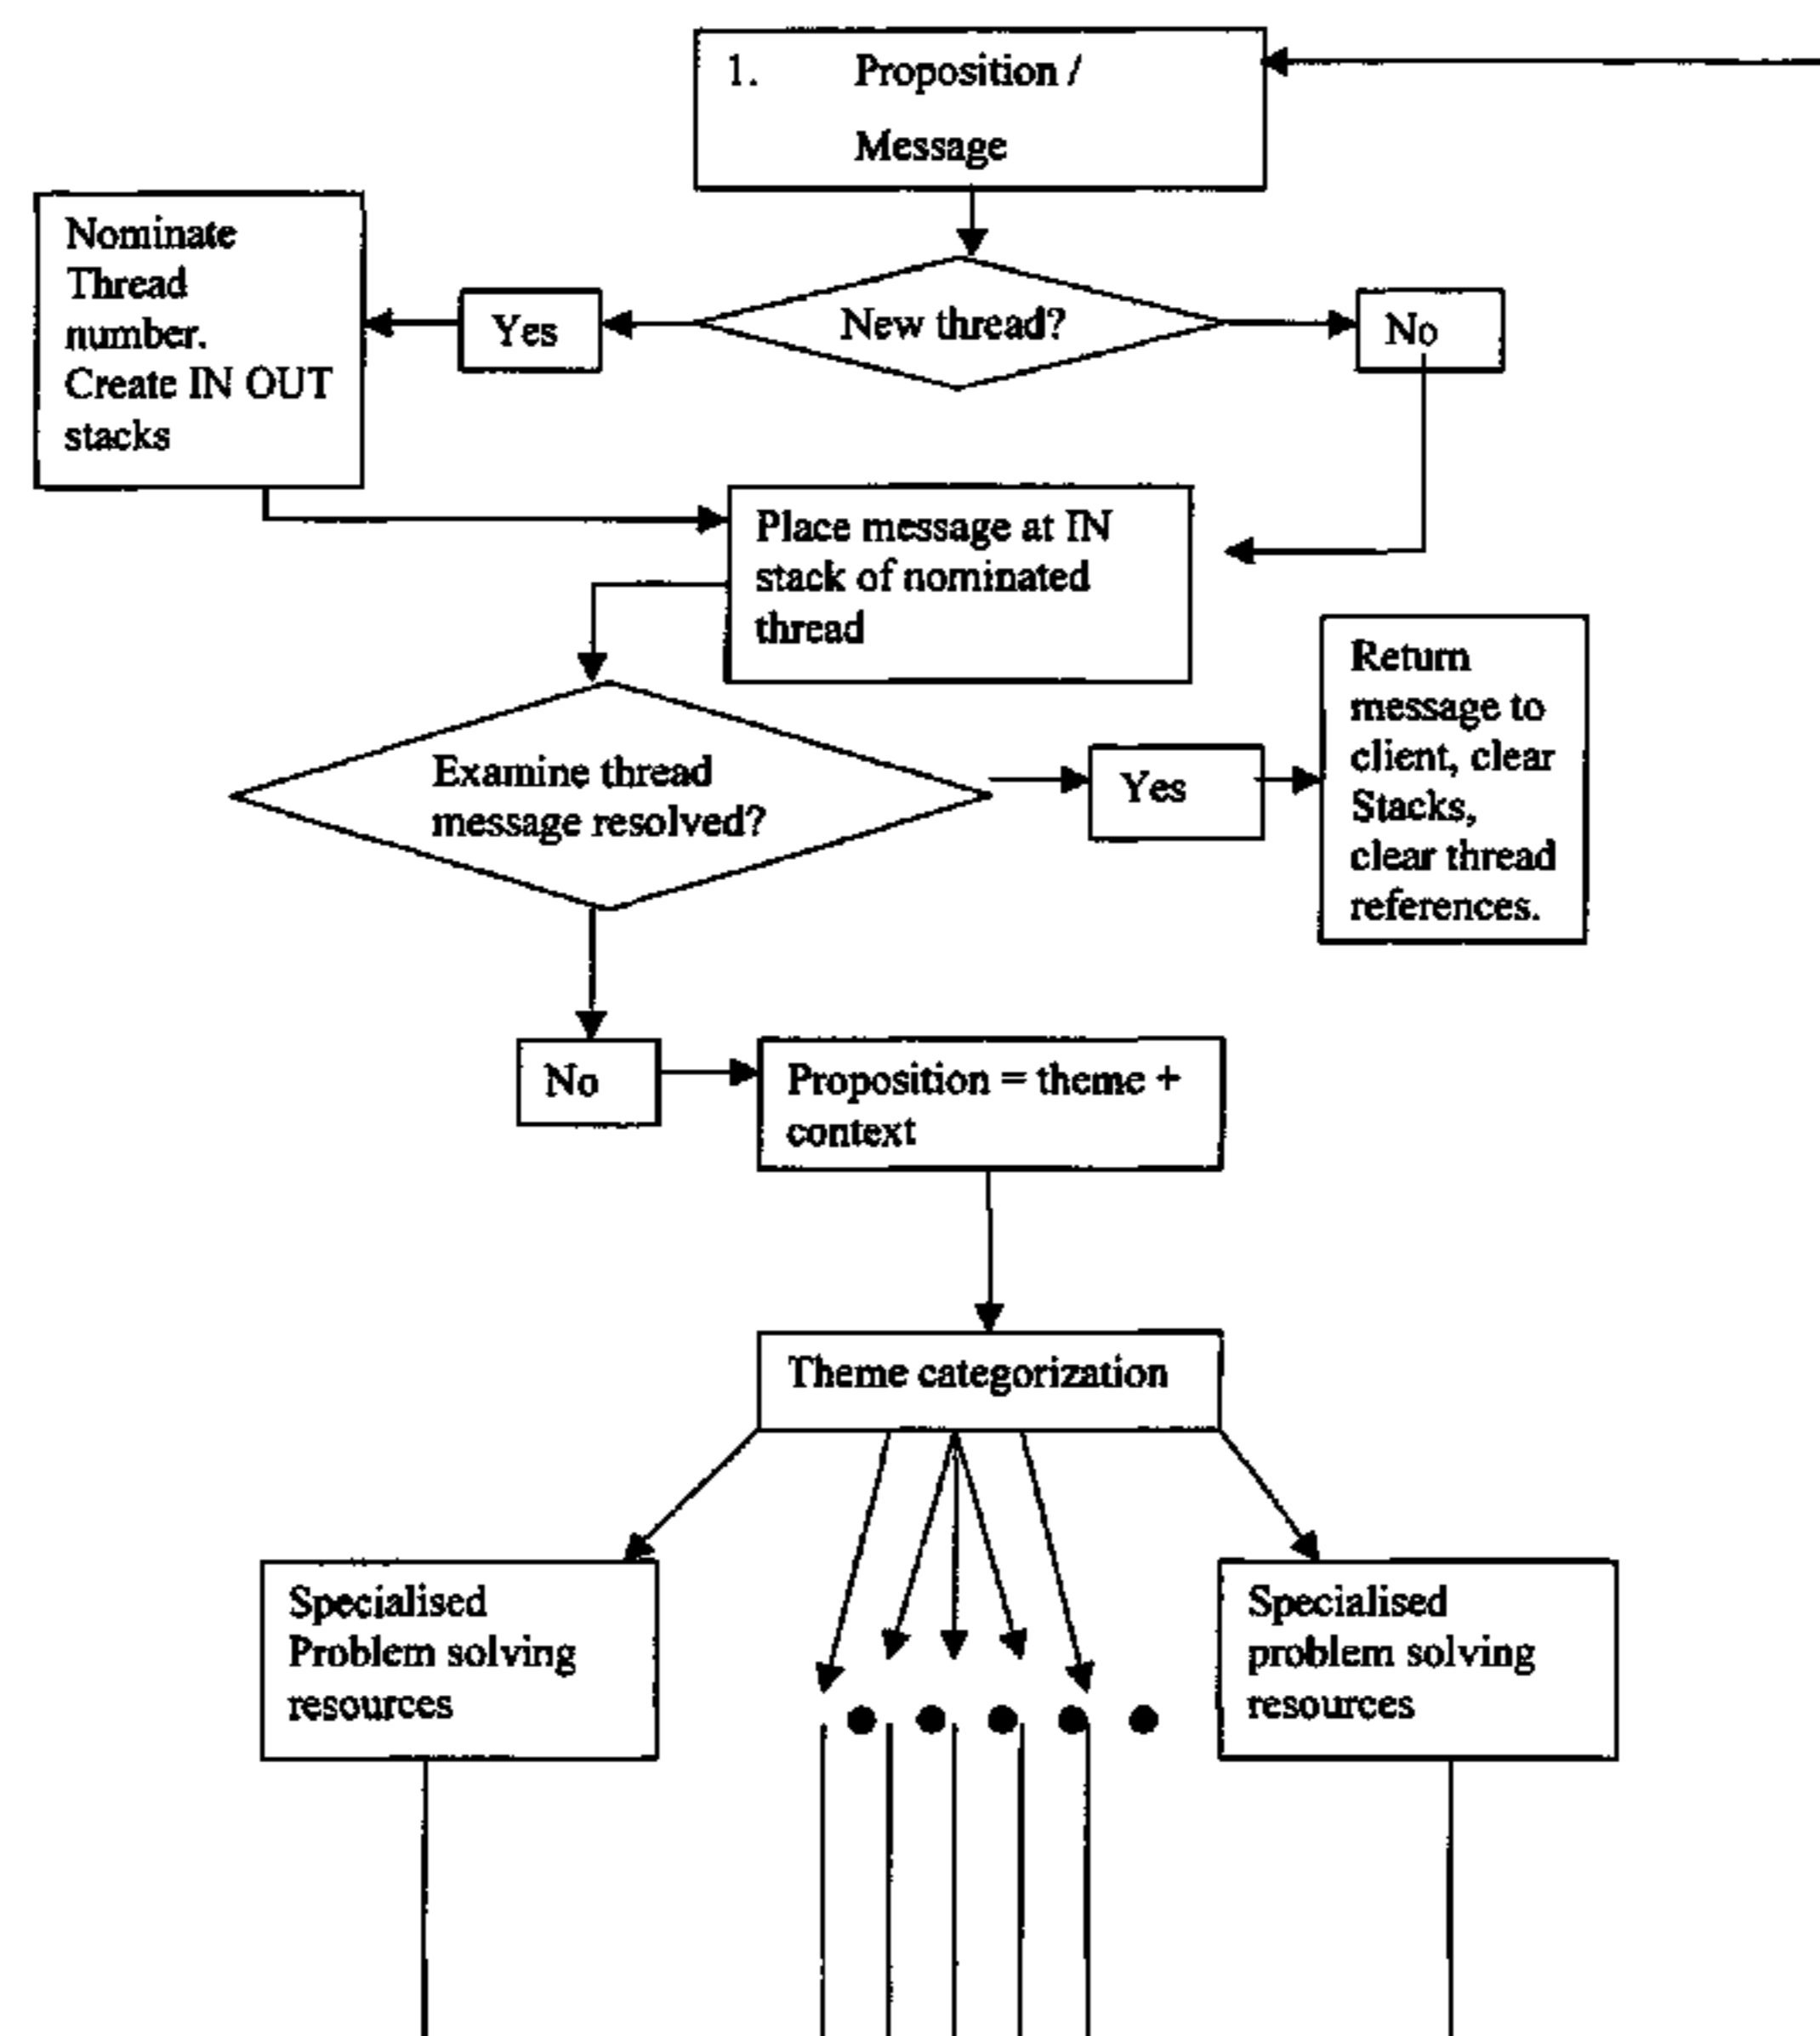 1. Proposition /
Message
Nominate
Thread
number.
Create IN OUT
stacks
Yes
New thread?
No
Place message at IN
stack of nominated
thread
Return
message to
client, clear
Stacks,
clear thread
references.
Examine thread
message resolved?
Yes
No
Proposition = theme +
context
Theme categorization
Specialised
Problem solving
resources
Specialised
problem solving
resources